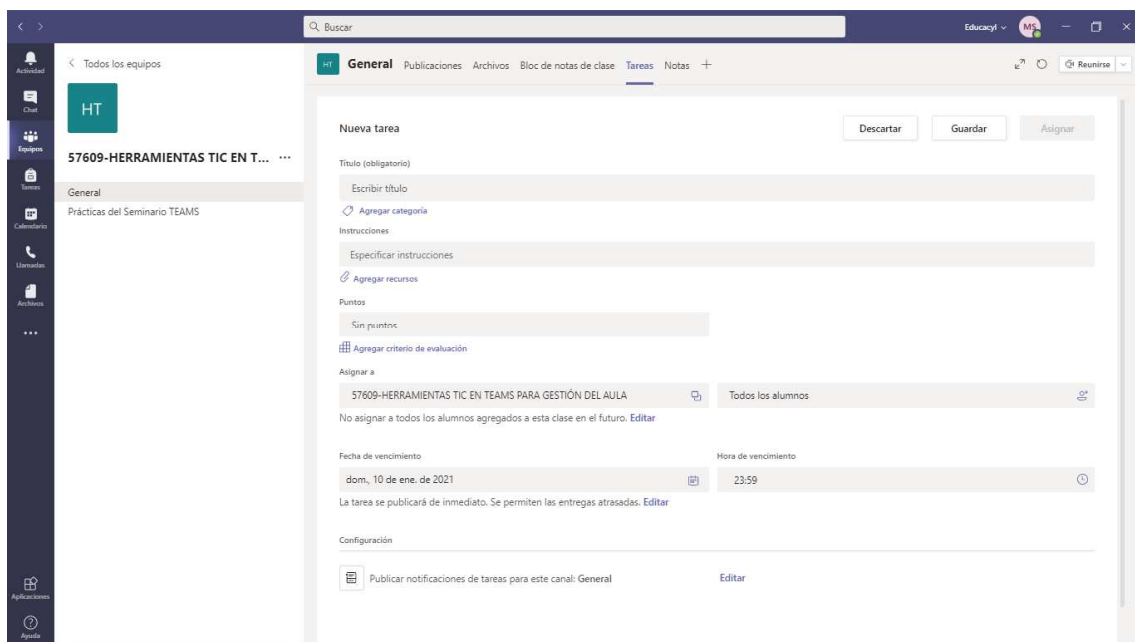 Buscar
Educacyl
MS
Actividad
Chat
Equipos
Tareas
Calendario
Llamadas
Archivos
Aplicaciones
Ayuda
Todos los equipos
HT
57609-HERRAMIENTAS TIC EN T... ...
General
Prácticas del Seminario TEAMS
HT General Publicaciones Archivos Bloc de notas de clase Tareas Notas +
Reunirse
Nueva tarea
Descartar Guardar Asignar
Título (obligatorio)
Escribir título
Agregar categoría
Instrucciones
Especificar instrucciones
Agregar recursos
Puntos
Sin puntos
Agregar criterio de evaluación
Asignar a
57609-HERRAMIENTAS TIC EN TEAMS PARA GESTIÓN DEL AULA Todos los alumnos
No asignar a todos los alumnos agregados a esta clase en el futuro. Editar
Fecha de vencimiento Hora de vencimiento
dom., 10 de ene. de 2021 23:59
La tarea se publicará de inmediato. Se permiten las entregas atrasadas. Editar
Configuración
Publicar notificaciones de tareas para este canal: General Editar